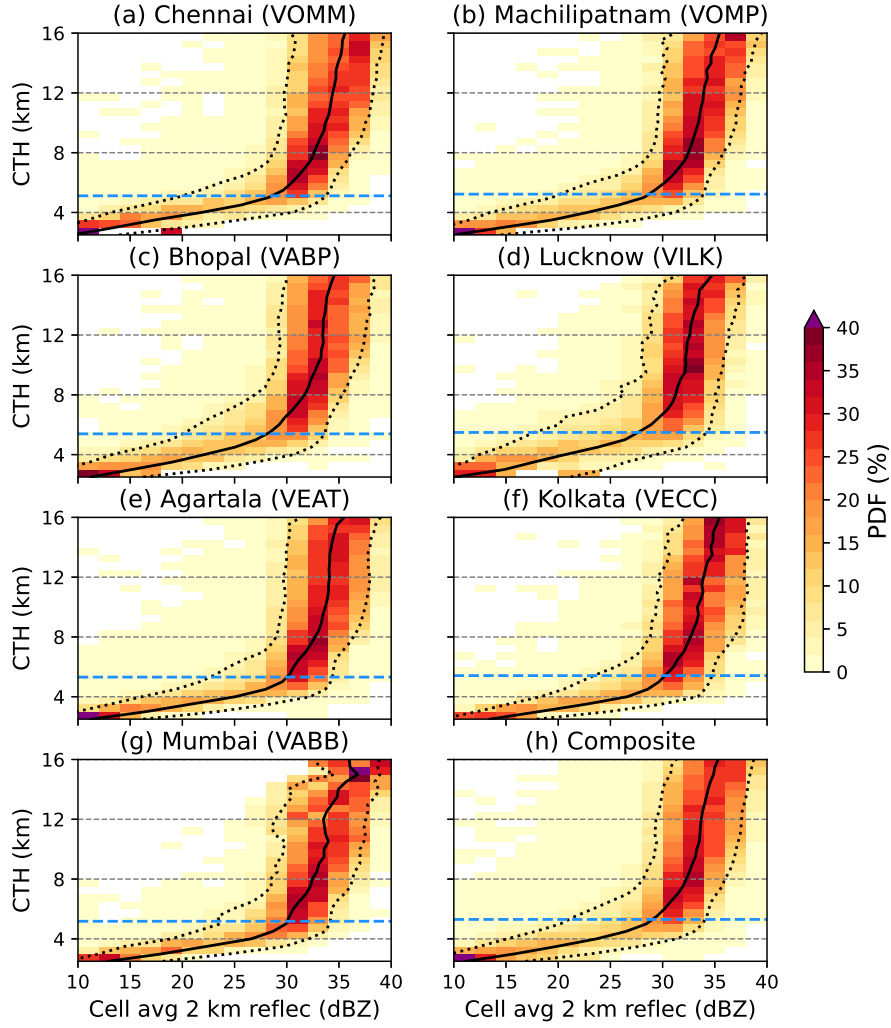 (a) Chennai (VOMM)
(b) Machilipatnam (VOMP)
16
12
8
4
CTH (km)
(c) Bhopal (VABP)
(d) Lucknow (VILK)
16
12
8
4
CTH (km)
(e) Agartala (VEAT)
(f) Kolkata (VECC)
16
12
8
4
CTH (km)
(g) Mumbai (VABB)
(h) Composite
16
12
8
4
CTH (km)
10 15 20 25 30 35 40
10 15 20 25 30 35 40
Cell avg 2 km reflec (dBZ)
Cell avg 2 km reflec (dBZ)
40
35
30
25
20
15
10
5
0
PDF (%)